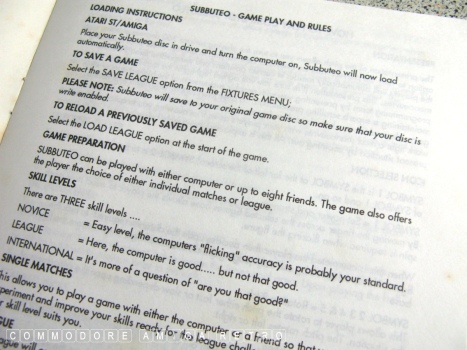 SUBBUTEO - GAME PLAY AND RULES
LOADING INSTRUCTIONS
ATARI ST/AMIGA
Place your Subbuteo disc in drive and turn the computer on, Subbuteo will now load
automatically.
TO SAVE A GAME
Select the SAVE LEAGUE option from the FIXTURES MENU;
PLEASE NOTE: Subbuteo will save to your original game disc so make sure that your disc is
write enabled.
TO RELOAD A PREVIOUSLY SAVED GAME
Select the LOAD LEAGUE option at the start of the game.
GAME PREPARATION
SUBBUTEO can be played with either computer or up to eight friends. The game also offers
the player the choice of either individual matches or league.
SKILL LEVELS
There are THREE skill levels ....
NOVICE = Easy level, the computers "flicking" accuracy is probably your standard.
LEAGUE = Here, the computer is good..... but not that good.
INTERNATIONAL = It's more of a question of "are you that good?"
SINGLE MATCHES
This allows you to play a game with either the computer or a friend so that
experiment and improve your skills ready for the league
skill level suits you.
COMMODORE AMIGA RETRO